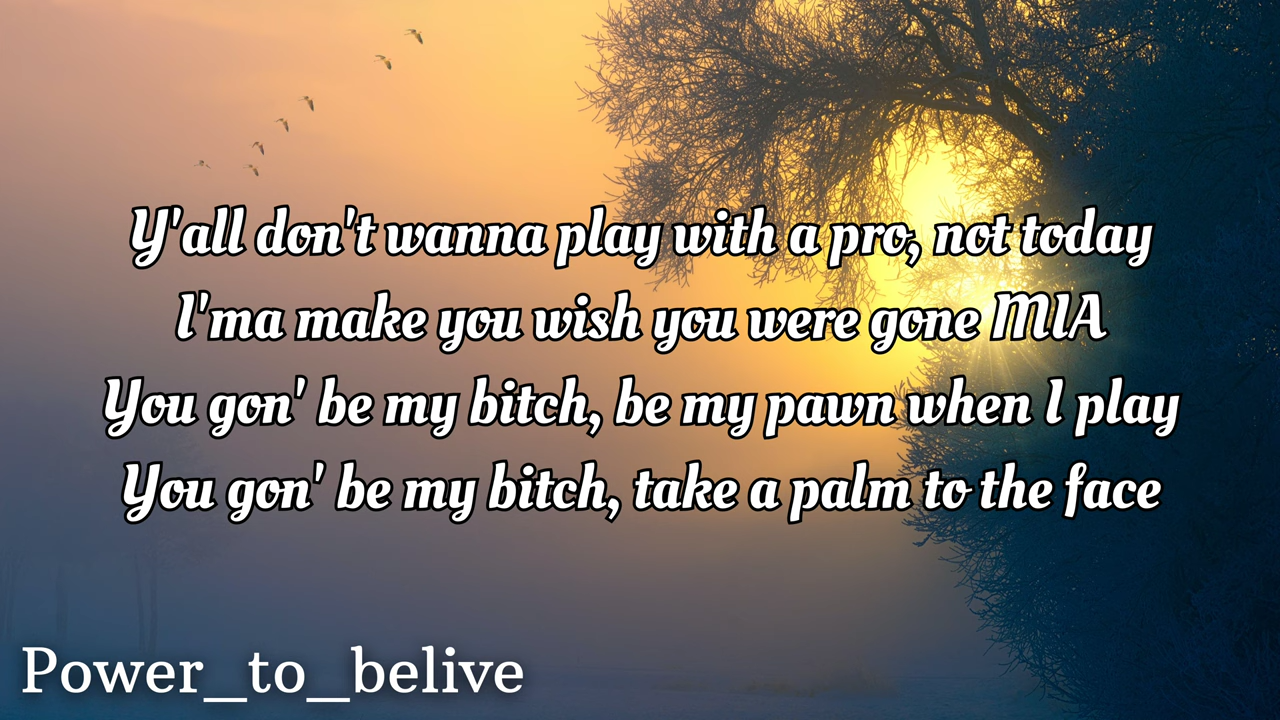 Y'all don't wanna play with a pro, not today
I'ma make you wish you were gone MIA
You gon' be my bitch, be my pawn when I play
You gon' be my bitch, take a palm to the face
Power_to_belive